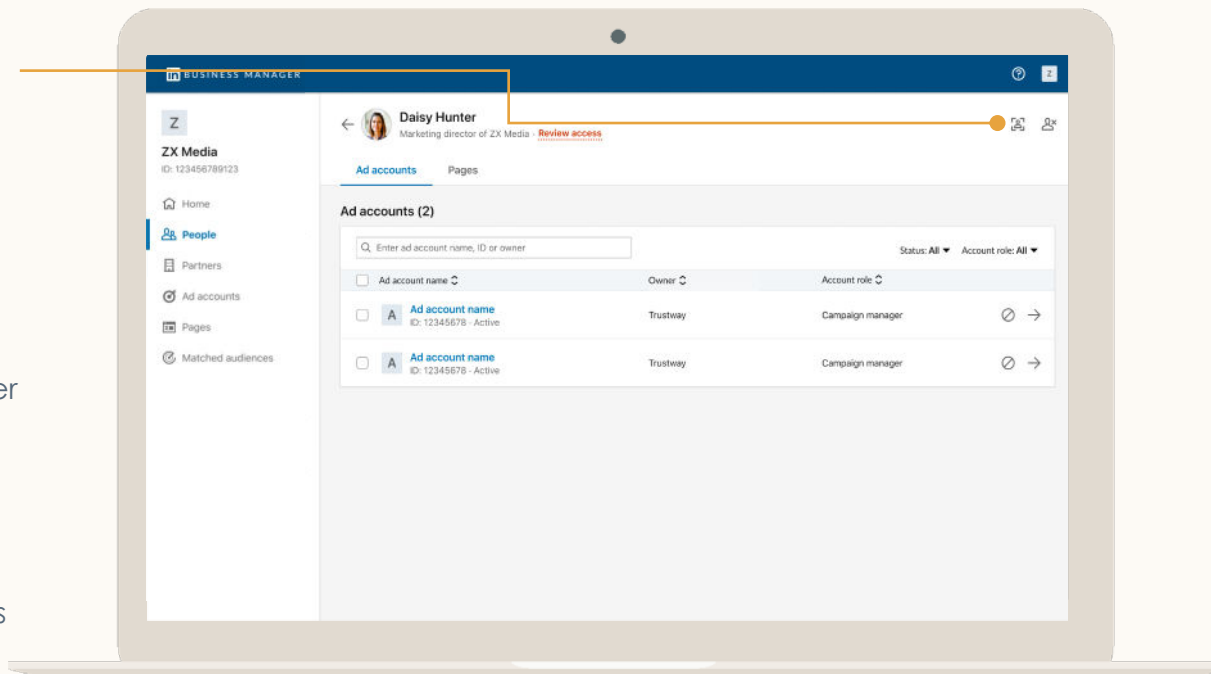 in BUSINESS MANAGER
Z
Z
ZX Media
ID: 123456789123
Home
People
Partners
Ad accounts
Pages
Matched audiences
Daisy Hunter
Marketing director of ZX Media · Review access
Ad accounts Pages
Ad accounts (2)
Enter ad account name, ID or owner Status: All Account role: All
Ad account name Owner Account role
A Ad account name Trustway Campaign manager
ID: 12345678 · Active
A Ad account name Trustway Campaign manager
ID: 12345678 · Active
er
s